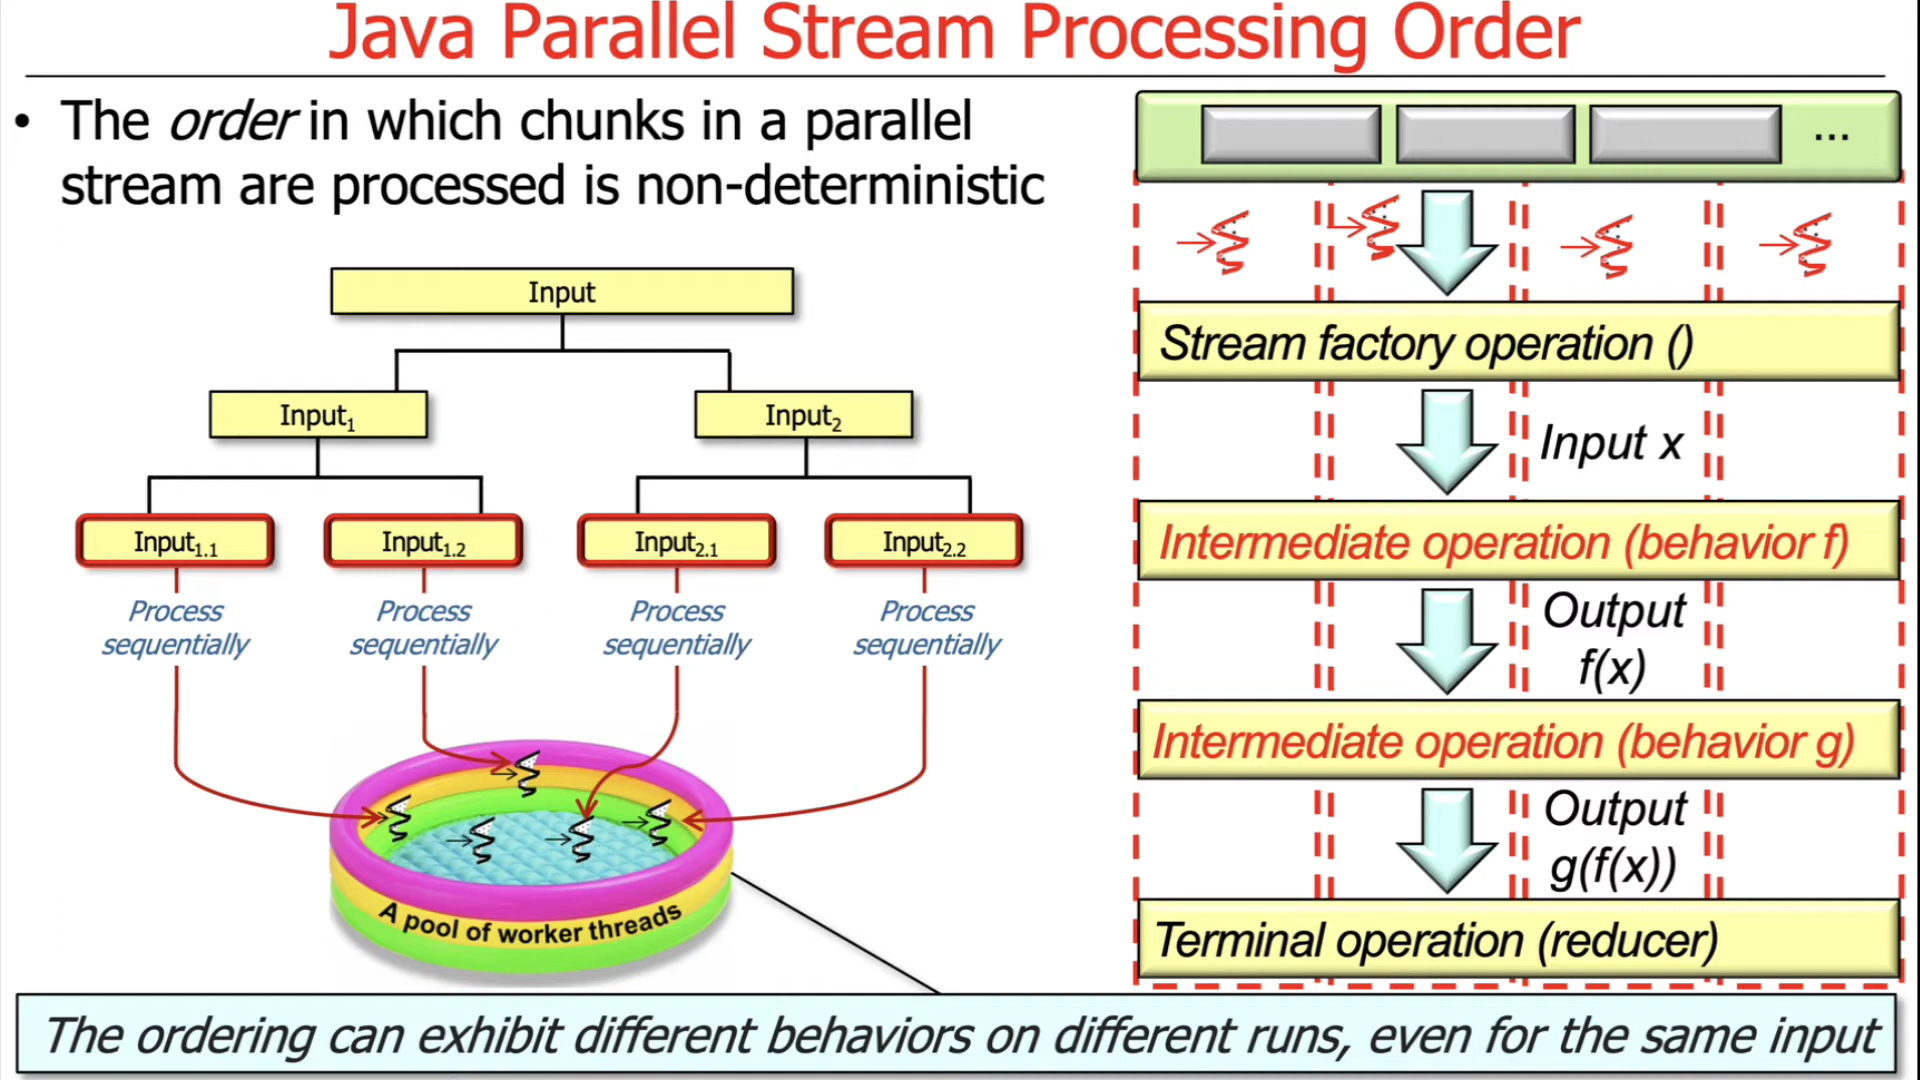 Java Parallel Stream Processing Order
• The order in which chunks in a parallel
stream are processed is non-deterministic
Input
Input₁
Input₂
Input₁.₁
Input₁.₂
Input₂.₁
Input₂.₂
Process
sequentially
Process
sequentially
Process
sequentially
Process
sequentially
A pool of worker threads
...
Stream factory operation ()
Input x
Intermediate operation (behavior f)
Output
f(x)
Intermediate operation (behavior g)
Output
g(f(x))
Terminal operation (reducer)
The ordering can exhibit different behaviors on different runs, even for the same input